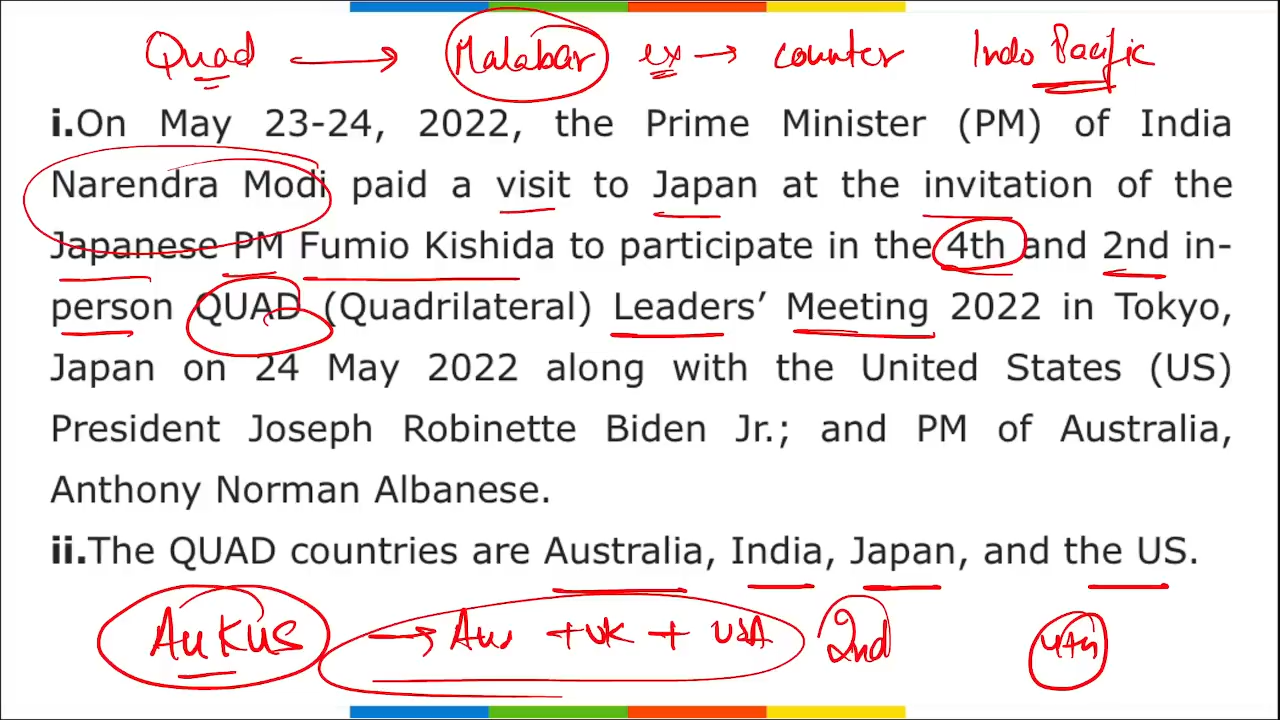 Quad → Malabar ex → counter Indo Pacific
i.On May 23-24, 2022, the Prime Minister (PM) of India
Narendra Modi paid a visit to Japan at the invitation of the
Japanese PM Fumio Kishida to participate in the 4th and 2nd in-
person QUAD (Quadrilateral) Leaders’ Meeting 2022 in Tokyo,
Japan on 24 May 2022 along with the United States (US)
President Joseph Robinette Biden Jr.; and PM of Australia,
Anthony Norman Albanese.
ii.The QUAD countries are Australia, India, Japan, and the US.
AuKUS → Aus + UK + USA 2nd 4th